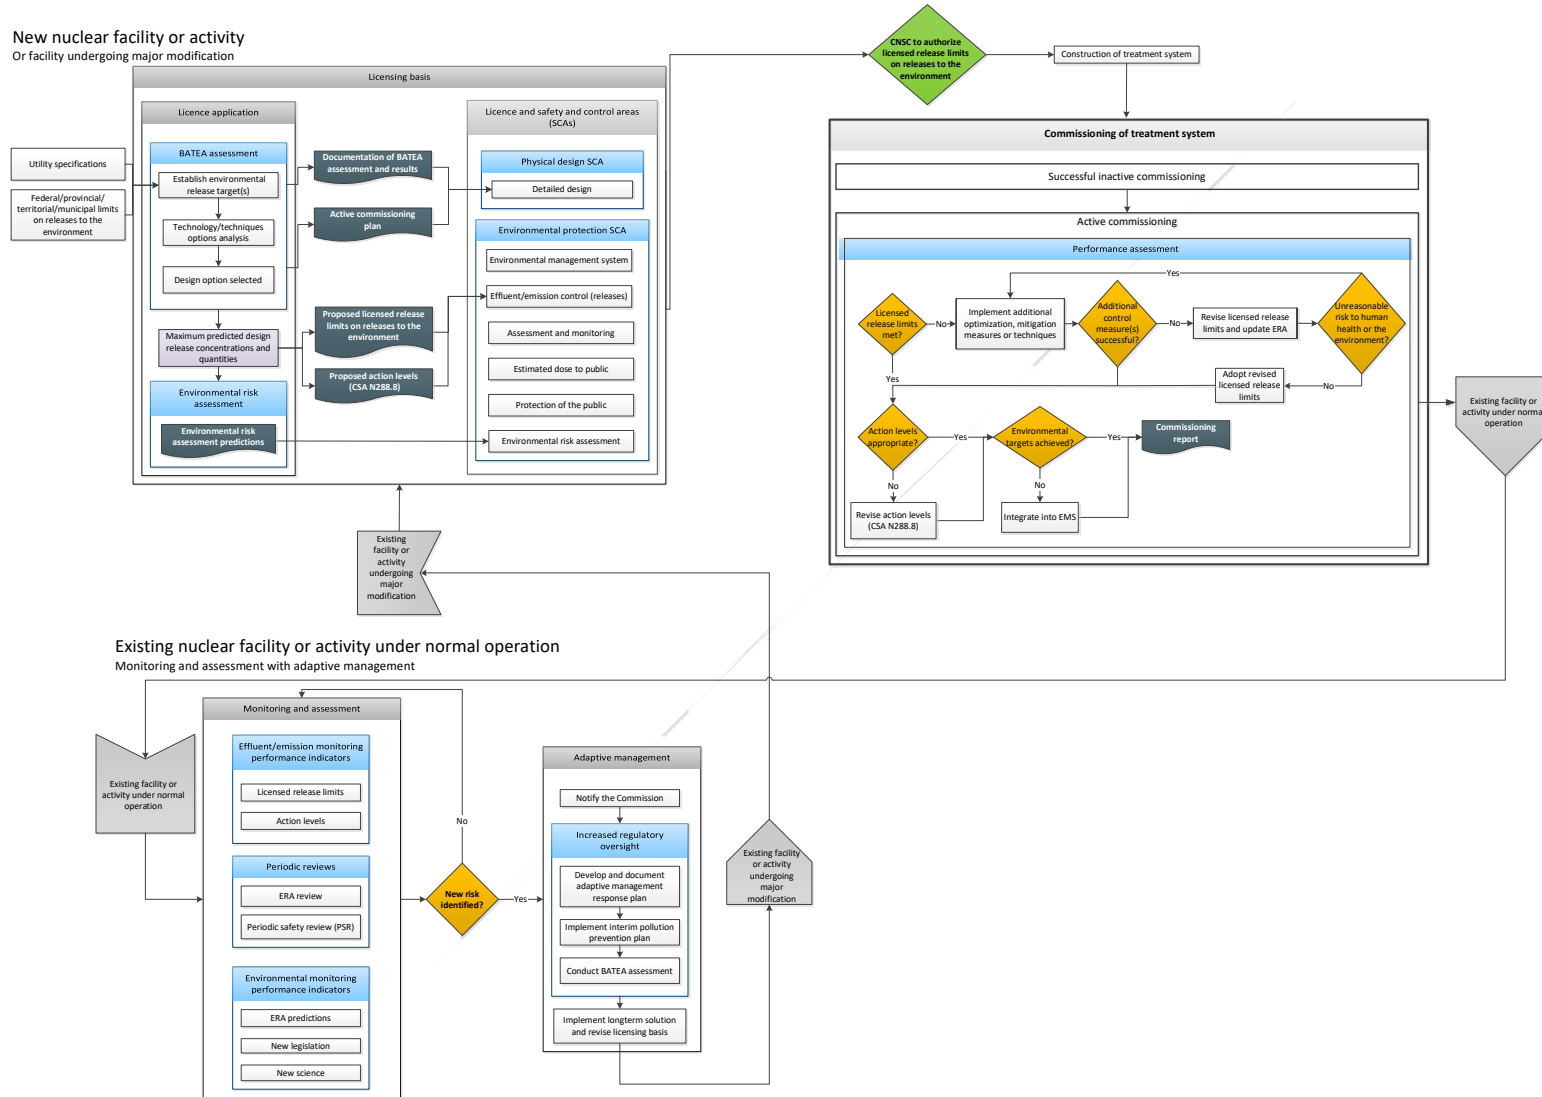 New nuclear facility or activity
Or facility undergoing major modification
Licensing basis
Licence application
BATEA assessment
Utility specifications
Establish environmental
release target(s)
Federal/provincial/
territorial/municipal limits
on releases to the
environment
Technology/techniques
options analysis
Design option selected
Maximum predicted design
release concentrations and
quantities
Environmental risk
assessment
Environmental risk
assessment predictions
Documentation of BATEA
assessment and results
Active commissioning
plan
Proposed licensed release
limits on releases to the
environment
Proposed action levels
(CSA N288.8)
Licence and safety and control areas
(SCAs)
Physical design SCA
Detailed design
Environmental protection SCA
Environmental management system
Effluent/emission control (releases)
Assessment and monitoring
Estimated dose to public
Protection of the public
Environmental risk assessment
CNSC to authorize
licensed release limits
on releases to the
environment
Construction of treatment system
Commissioning of treatment system
Successful inactive commissioning
Active commissioning
Performance assessment
Yes
Licensed
release limits
met?
No
Implement additional
optimization, mitigation
measures or techniques
Additional
control
measure(s)
successful?
No
Revise licensed release
limits and update ERA
Unreasonable
risk to human
health or the
environment?
Yes
Adopt revised
licensed release
limits
No
Action levels
appropriate?
Yes
Environmental
targets achieved?
Yes
Commissioning
report
No
No
Revise action levels
(CSA N288.8)
Integrate into EMS
Existing facility or
activity under normal
operation
Existing
facility or
activity
undergoing
major
modification
Existing nuclear facility or activity under normal operation
Monitoring and assessment with adaptive management
Existing facility or
activity under normal
operation
Monitoring and assessment
Effluent/emission monitoring
performance indicators
Licensed release limits
Action levels
Periodic reviews
ERA review
Periodic safety review (PSR)
Environmental monitoring
performance indicators
ERA predictions
New legislation
New science
No
New risk
identified?
Yes
Adaptive management
Notify the Commission
Increased regulatory
oversight
Develop and document
adaptive management
response plan
Implement interim pollution
prevention plan
Conduct BATEA assessment
Implement longterm solution
and revise licensing basis
Existing facility
or activity
undergoing
major
modification